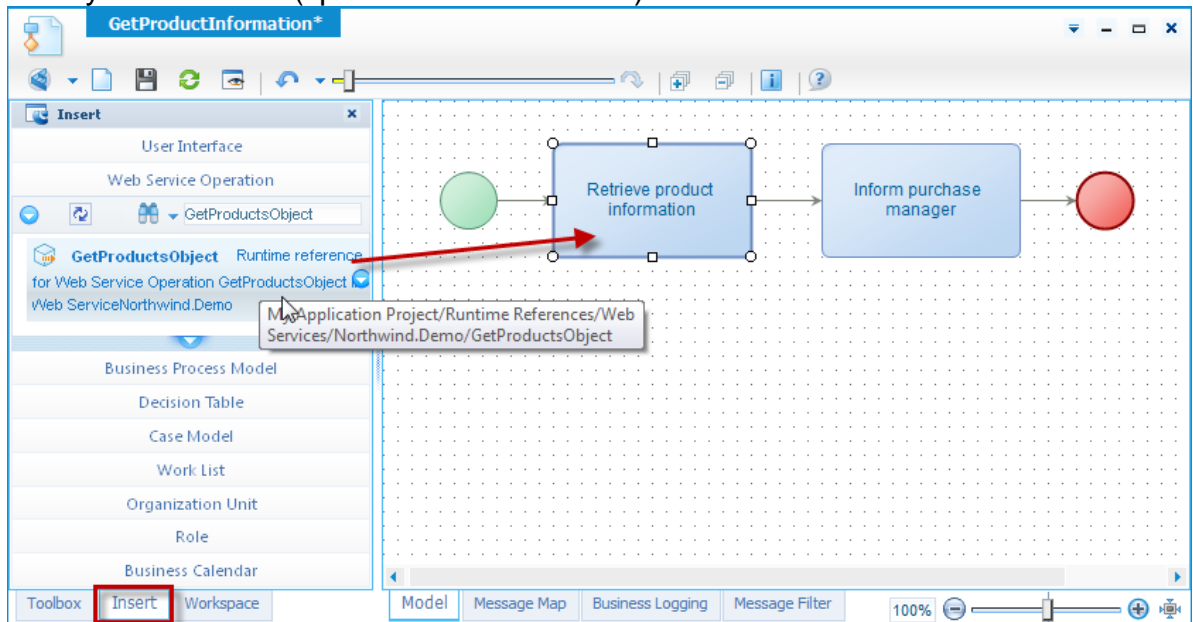 GetProductInformation*
Insert
User Interface
Web Service Operation
GetProductsObject
GetProductsObject Runtime reference
for Web Service Operation GetProductsObject
Web ServiceNorthwind.Demo
My Application Project/Runtime References/Web
Services/Northwind.Demo/GetProductsObject
Business Process Model
Decision Table
Case Model
Work List
Organization Unit
Role
Business Calendar
Toolbox Insert Workspace
Retrieve product
information
Inform purchase
manager
Model Message Map Business Logging Message Filter 100%